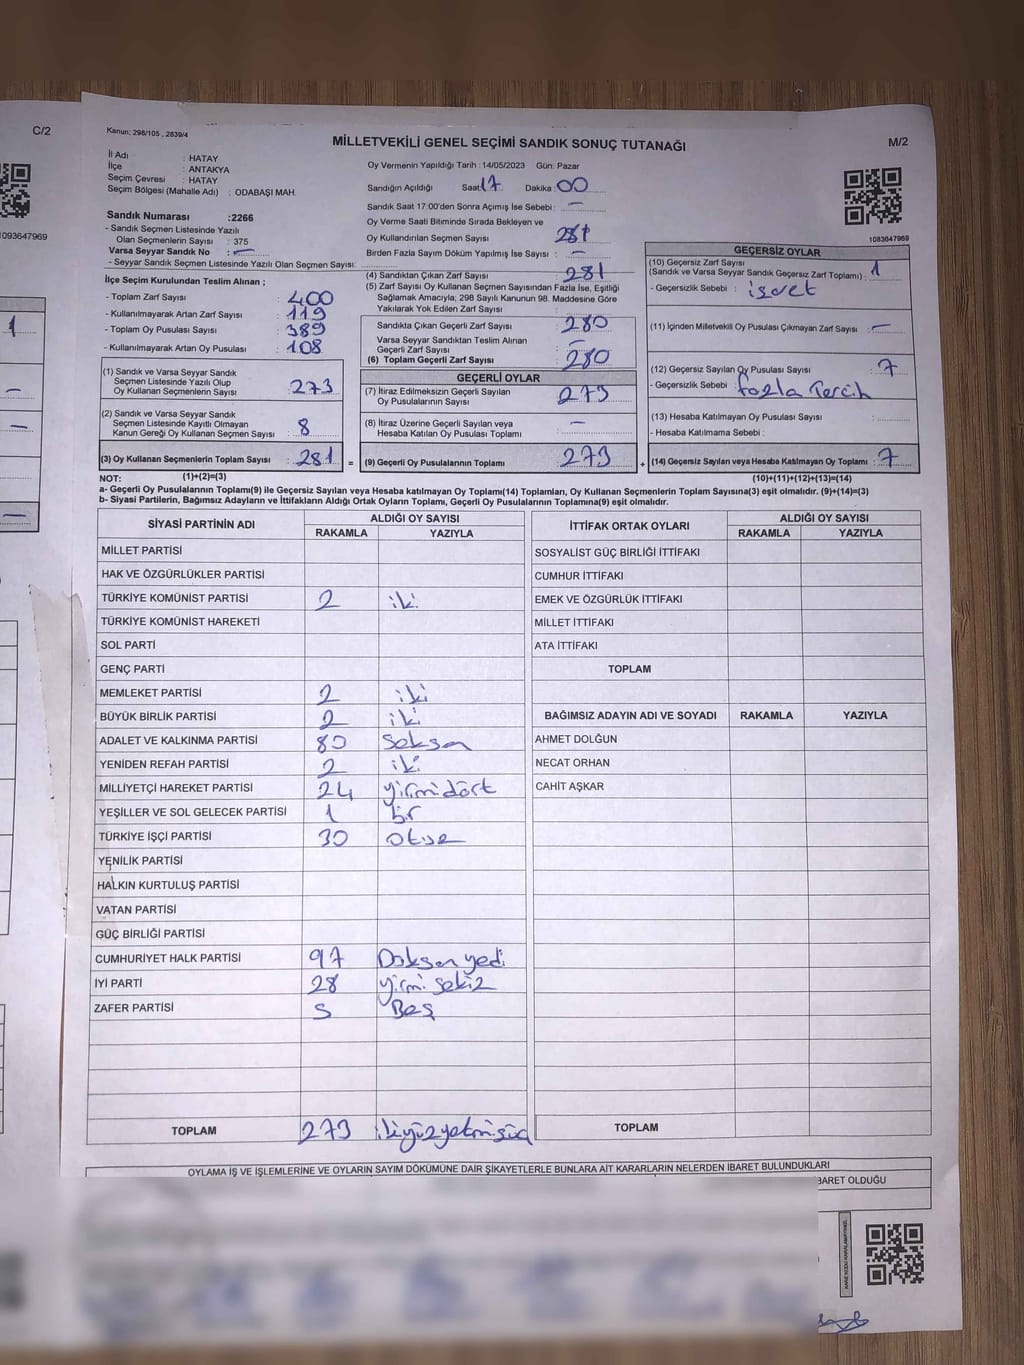 C/2
Kanun: 298/105 , 2839/4
MİLLETVEKİLİ GENEL SEÇİMİ SANDIK SONUÇ TUTANAĞI
M/2
İl Adı : HATAY
İlçe : ANTAKYA
Seçim Çevresi : HATAY
Seçim Bölgesi (Mahalle Adı) : ODABAŞI MAH.
Sandık Numarası :2266
- Sandık Seçmen Listesinde Yazılı
Olan Seçmenlerin Sayısı : 375
Varsa Seyyar Sandık No : —
- Seyyar Sandık Seçmen Listesinde Yazılı Olan Seçmen Sayısı:
Oy Vermenin Yapıldığı Tarih : 14/05/2023 Gün: Pazar
Sandığın Açıldığı Saat 17 Dakika : 00
Sandık Saat 17:00'den Sonra Açımış İse Sebebi : —
Oy Verme Saati Bitiminde Sırada Bekleyen ve
Oy Kullandırılan Seçmen Sayısı 281
Birden Fazla Sayım Döküm Yapılmış İse Sayısı : —
1093647969
1083647969
İlçe Seçim Kurulundan Teslim Alınan ;
- Toplam Zarf Sayısı : 400
- Kullanılmayarak Artan Zarf Sayısı : 119
- Toplam Oy Pusulası Sayısı : 389
- Kullanılmayarak Artan Oy Pusulası : 108
(1) Sandık ve Varsa Seyyar Sandık
Seçmen Listesinde Yazılı Olup
Oy Kullanan Seçmenlerin Sayısı : 273
(2) Sandık ve Varsa Seyyar Sandık
Seçmen Listesinde Kayıtlı Olmayan
Kanun Gereği Oy Kullanan Seçmen Sayısı : 8
(3) Oy Kullanan Seçmenlerin Toplam Sayısı : 281 =
(4) Sandıktan Çıkan Zarf Sayısı : 281
(5) Zarf Sayısı Oy Kullanan Seçmen Sayısından Fazla İse, Eşitliği
Sağlamak Amacıyla; 298 Sayılı Kanunun 98. Maddesine Göre
Yakılarak Yok Edilen Zarf Sayısı :
Sandıkta Çıkan Geçerli Zarf Sayısı : 280
Varsa Seyyar Sandıktan Teslim Alınan
Geçerli Zarf Sayısı : —
(6) Toplam Geçerli Zarf Sayısı : 280
GEÇERLİ OYLAR
(7) İtiraz Edilmeksizin Geçerli Sayılan
Oy Pusulalarının Sayısı : 273
(8) İtiraz Üzerine Geçerli Sayılan veya
Hesaba Katılan Oy Pusulası Toplamı : —
(9) Geçerli Oy Pusulalarının Toplamı : 273 +
GEÇERSİZ OYLAR
(10) Geçersiz Zarf Sayısı
(Sandık ve Varsa Seyyar Sandık Geçersiz Zarf Toplamı) : 1
- Geçersizlik Sebebi : işaret
(11) İçinden Milletvekili Oy Pusulası Çıkmayan Zarf Sayısı : —
(12) Geçersiz Sayılan Oy Pusulası Sayısı : 7
- Geçersizlik Sebebi : fazla Tercih
(13) Hesaba Katılmayan Oy Pusulası Sayısı :
- Hesaba Katılmama Sebebi :
(14) Geçersiz Sayılan veya Hesaba Katılmayan Oy Toplamı : 7
NOT: (1)+(2)=(3) (10)+(11)+(12)+(13)=(14)
a- Geçerli Oy Pusulalarının Toplamı(9) ile Geçersiz Sayılan veya Hesaba katılmayan Oy Toplamı(14) Toplamları, Oy Kullanan Seçmenlerin Toplam Sayısına(3) eşit olmalıdır. (9)+(14)=(3)
b- Siyasi Partilerin, Bağımsız Adayların ve İttifakların Aldığı Ortak Oyların Toplamı, Geçerli Oy Pusulalarının Toplamına(9) eşit olmalıdır.
SİYASİ PARTİNİN ADI ALDIĞI OY SAYISI
RAKAMLA YAZIYLA
MİLLET PARTİSİ
HAK VE ÖZGÜRLÜKLER PARTİSİ
TÜRKİYE KOMÜNİST PARTİSİ 2 iki
TÜRKİYE KOMÜNİST HAREKETİ
SOL PARTİ
GENÇ PARTİ
MEMLEKET PARTİSİ 2 iki
BÜYÜK BİRLİK PARTİSİ 2 iki
ADALET VE KALKINMA PARTİSİ 80 seksen
YENİDEN REFAH PARTİSİ 2 iki
MİLLİYETÇİ HAREKET PARTİSİ 24 yirmidört
YEŞİLLER VE SOL GELECEK PARTİSİ 1 bir
TÜRKİYE İŞÇİ PARTİSİ 30 otuz
YENİLİK PARTİSİ
HALKIN KURTULUŞ PARTİSİ
VATAN PARTİSİ
GÜÇ BİRLİĞİ PARTİSİ
CUMHURİYET HALK PARTİSİ 97 Doksan yedi
İYİ PARTİ 28 yirmi sekiz
ZAFER PARTİSİ 5 Beş
TOPLAM 273 ikiyüzyetmişüç
İTTİFAK ORTAK OYLARI ALDIĞI OY SAYISI
RAKAMLA YAZIYLA
SOSYALİST GÜÇ BİRLİĞİ İTTİFAKI
CUMHUR İTTİFAKI
EMEK VE ÖZGÜRLÜK İTTİFAKI
MİLLET İTTİFAKI
ATA İTTİFAKI
TOPLAM
BAĞIMSIZ ADAYIN ADI VE SOYADI RAKAMLA YAZIYLA
AHMET DOLĞUN
NECAT ORHAN
CAHİT AŞKAR
TOPLAM
OYLAMA İŞ VE İŞLEMLERİNE VE OYLARIN SAYIM DÖKÜMÜNE DAİR ŞİKAYETLERLE BUNLARA AİT KARARLARIN NELERDEN İBARET BULUNDUKLARI
BARET OLDUĞU